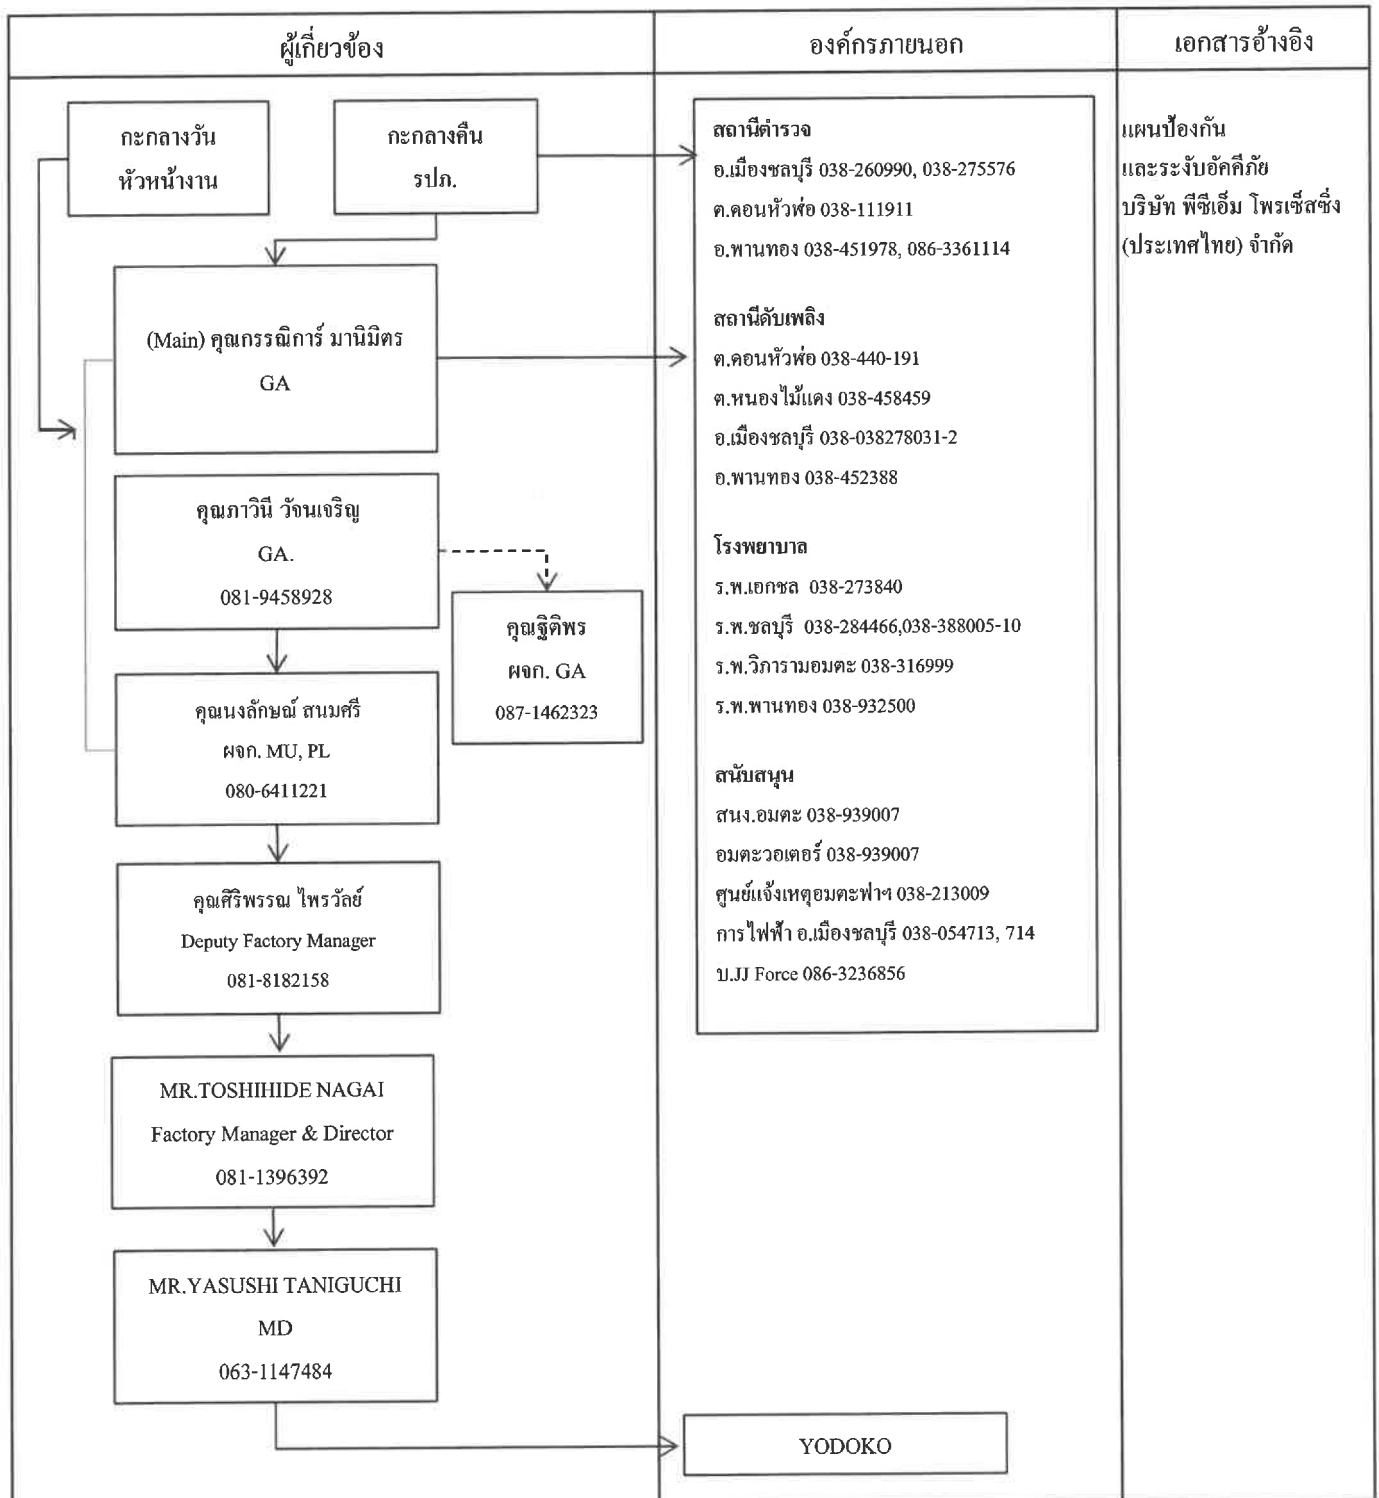 ผู้เกี่ยวข้อง
องค์กรภายนอก
เอกสารอ้างอิง
กะกลางวัน
หัวหน้างาน
กะกลางคืน
รปภ.
(Main) คุณกรรณิการ์ มานิมิตร
GA
คุณภาวินี วัจนเจริญ
GA.
081-9458928
คุณฐิติพร
ผจก. GA
087-1462323
คุณนงลักษณ์ สนมศรี
ผจก. MU, PL
080-6411221
คุณศิริพรรณ ไพรวัลย์
Deputy Factory Manager
081-8182158
MR.TOSHIHIDE NAGAI
Factory Manager & Director
081-1396392
MR.YASUSHI TANIGUCHI
MD
063-1147484
สถานีตำรวจ
อ.เมืองชลบุรี 038-260990, 038-275576
ต.ดอนหัวฬ่อ 038-111911
อ.พานทอง 038-451978, 086-3361114
สถานีดับเพลิง
ต.ดอนหัวฬ่อ 038-440-191
ต.หนองไม้แดง 038-458459
อ.เมืองชลบุรี 038-038278031-2
อ.พานทอง 038-452388
โรงพยาบาล
ร.พ.เอกชล 038-273840
ร.พ.ชลบุรี 038-284466,038-388005-10
ร.พ.วิภารามอมตะ 038-316999
ร.พ.พานทอง 038-932500
สนับสนุน
สนง.อมตะ 038-939007
อมตะวอเตอร์ 038-939007
ศูนย์แจ้งเหตุอมตะฟาฯ 038-213009
การไฟฟ้า อ.เมืองชลบุรี 038-054713, 714
บ.JJ Force 086-3236856
YODOKO
แผนป้องกัน
และระงับอัคคีภัย
บริษัท พีซีเอ็ม โพรเซ็สซิ่ง
(ประเทศไทย) จำกัด